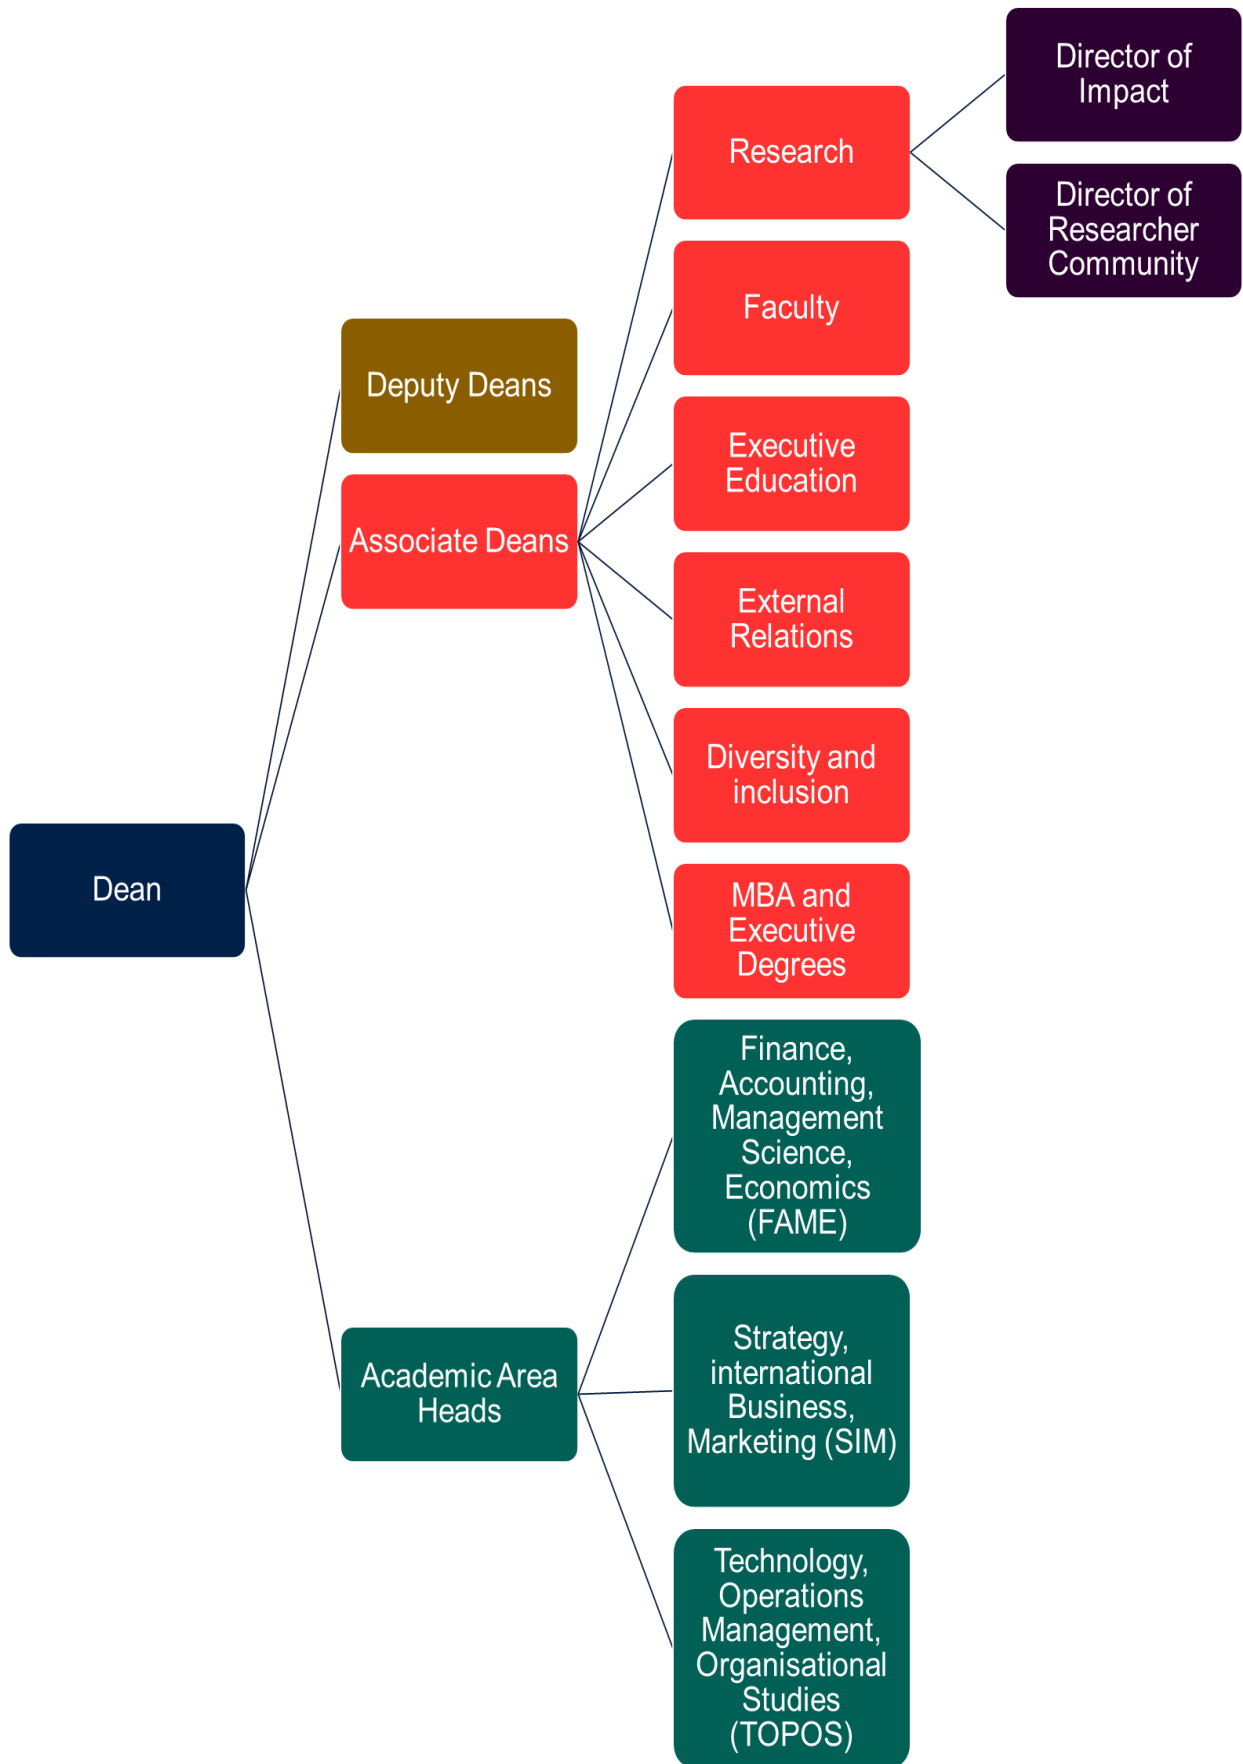 Dean
Deputy Deans
Associate Deans
Research
Director of
Impact
Director of
Researcher
Community
Faculty
Executive
Education
External
Relations
Diversity and
inclusion
MBA and
Executive
Degrees
Academic Area
Heads
Finance,
Accounting,
Management
Science,
Economics
(FAME)
Strategy,
international
Business,
Marketing (SIM)
Technology,
Operations
Management,
Organisational
Studies
(TOPOS)